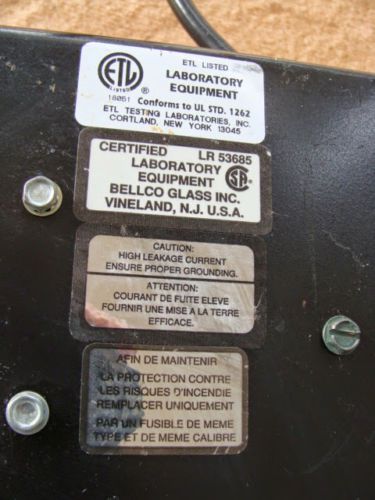 ETL LISTED
LABORATORY
EQUIPMENT
ETL
LISTED
®
18051 Conforms to UL STD. 1262
ETL TESTING LABORATORIES, INC.
CORTLAND, NEW YORK 13045
CERTIFIED LR 53685
LABORATORY
EQUIPMENT
BELLCO GLASS INC.
VINELAND, N.J. U.S.A.
CAUTION:
HIGH LEAKAGE CURRENT
ENSURE PROPER GROUNDING.
ATTENTION:
COURANT DE FUITE ELEVE
FOURNIR UNE MISE A LA TERRE
EFFICACE.
AFIN DE MAINTENIR
LA PROTECTION CONTRE
LES RISQUES D'INCENDIE
REMPLACER UNIQUEMENT
PAR UN FUSIBLE DE MEME
TYPE ET DE MEME CALIBRE